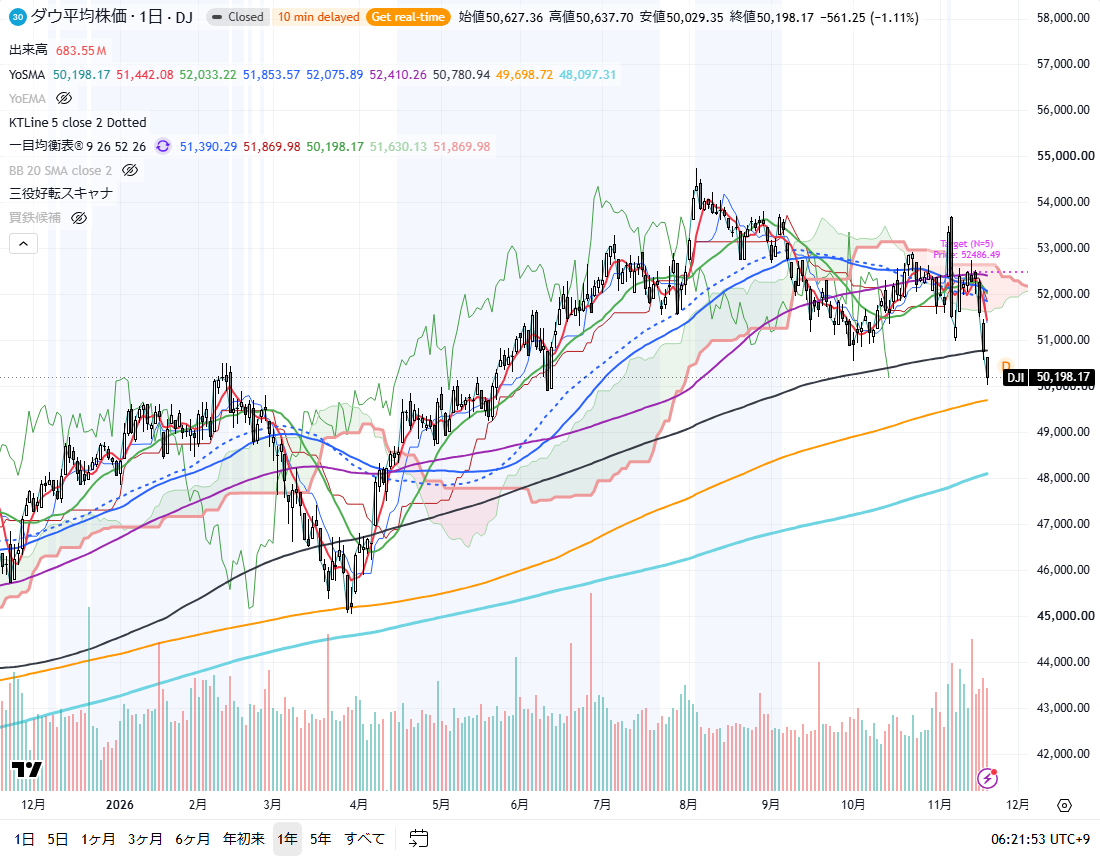 30 ダウ平均株価 · 1日 · DJ Closed 10 min delayed Get real-time 始値50,627.36 高値50,637.70 安値50,029.35 終値50,198.17 −561.25 (−1.11%)
出来高 683.55 M
YoSMA 50,198.17 51,442.08 52,033.22 51,853.57 52,075.89 52,410.26 50,780.94 49,698.72 48,097.31
YoEMA
KTLine 5 close 2 Dotted
一目均衡表® 9 26 52 26 51,390.29 51,869.98 50,198.17 51,630.13 51,869.98
BB 20 SMA close 2
三役好転スキャナ
買鉄候補
58,000.00
57,000.00
56,000.00
55,000.00
54,000.00
53,000.00
52,000.00
51,000.00
50,000.00
49,000.00
48,000.00
47,000.00
46,000.00
45,000.00
44,000.00
43,000.00
42,000.00
Target (N=5)
Price: 52486.49
D
DJI 50,198.17
12月 2026 2月 3月 4月 5月 6月 7月 8月 9月 10月 11月 12月
1日 5日 1ヶ月 3ヶ月 6ヶ月 年初来 1年 5年 すべて 06:21:53 UTC+9